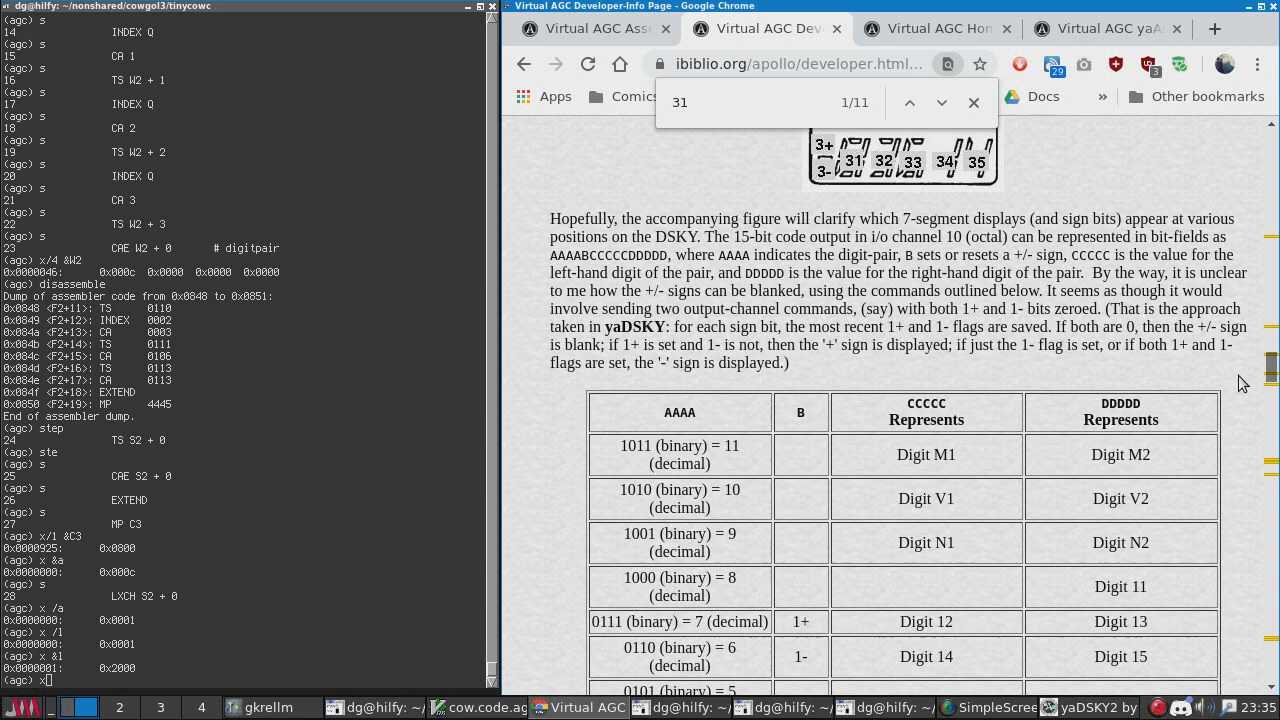 dg@hilfy: ~/nonshared/cowgol3/tinycowc
(agc) s
14 INDEX Q
(agc) s
15 CA 1
(agc) s
16 TS W2 + 1
(agc) s
17 INDEX Q
(agc) s
18 CA 2
(agc) s
19 TS W2 + 2
(agc) s
20 INDEX Q
(agc) s
21 CA 3
(agc) s
22 TS W2 + 3
(agc) s
23 CAE W2 + 0 # digitpair
(agc) x/4 &W2
0x0000046: 0x000c 0x0000 0x0000 0x0000
(agc) disassemble
Dump of assembler code from 0x0848 to 0x0851:
0x0848 <F2+11>: TS 0110
0x0849 <F2+12>: INDEX 0002
0x084a <F2+13>: CA 0003
0x084b <F2+14>: TS 0111
0x084c <F2+15>: CA 0106
0x084d <F2+16>: TS 0113
0x084e <F2+17>: CA 0113
0x084f <F2+18>: EXTEND
0x0850 <F2+19>: MP 4445
End of assembler dump.
(agc) step
24 TS S2 + 0
(agc) ste
(agc) s
25 CAE S2 + 0
(agc) s
26 EXTEND
(agc) s
27 MP C3
(agc) x/1 &C3
0x0000925: 0x0800
(agc) x &a
0x0000000: 0x000c
(agc) s
28 LXCH S2 + 0
(agc) x /a
0x0000000: 0x0001
(agc) x /l
0x0000000: 0x0001
(agc) x &l
0x0000001: 0x2000
(agc) x
Virtual AGC Developer-Info Page - Google Chrome
Virtual AGC Ass
Virtual AGC Dev
Virtual AGC Hon
Virtual AGC yaA
ibiblio.org/apollo/developer.html...
29
3
Apps
Comics
Docs
»
Other bookmarks
31
1/11
3+
3-
31 32 33 34 35
Hopefully, the accompanying figure will clarify which 7-segment displays (and sign bits) appear at various
positions on the DSKY. The 15-bit code output in i/o channel 10 (octal) can be represented in bit-fields as
AAAABCCCCCDDDDD, where AAAA indicates the digit-pair, B sets or resets a +/- sign, CCCCC is the value for the
left-hand digit of the pair, and DDDDD is the value for the right-hand digit of the pair. By the way, it is unclear
to me how the +/- signs can be blanked, using the commands outlined below. It seems as though it would
involve sending two output-channel commands, (say) with both 1+ and 1- bits zeroed. (That is the approach
taken in yaDSKY: for each sign bit, the most recent 1+ and 1- flags are saved. If both are 0, then the +/- sign
is blank; if 1+ is set and 1- is not, then the '+' sign is displayed; if just the 1- flag is set, or if both 1+ and 1-
flags are set, the '-' sign is displayed.)
AAAA B CCCCC Represents DDDDD Represents
1011 (binary) = 11 (decimal) Digit M1 Digit M2
1010 (binary) = 10 (decimal) Digit V1 Digit V2
1001 (binary) = 9 (decimal) Digit N1 Digit N2
1000 (binary) = 8 (decimal) Digit 11
0111 (binary) = 7 (decimal) 1+ Digit 12 Digit 13
0110 (binary) = 6 (decimal) 1- Digit 14 Digit 15
0101 (binary) = 5
2
3
4
gkrellm
dg@hilfy: ~/
cow.code.ag
Virtual AGC
dg@hilfy: ~/
dg@hilfy: ~/
dg@hilfy: ~/
SimpleScree
yaDSKY2 by
23:35